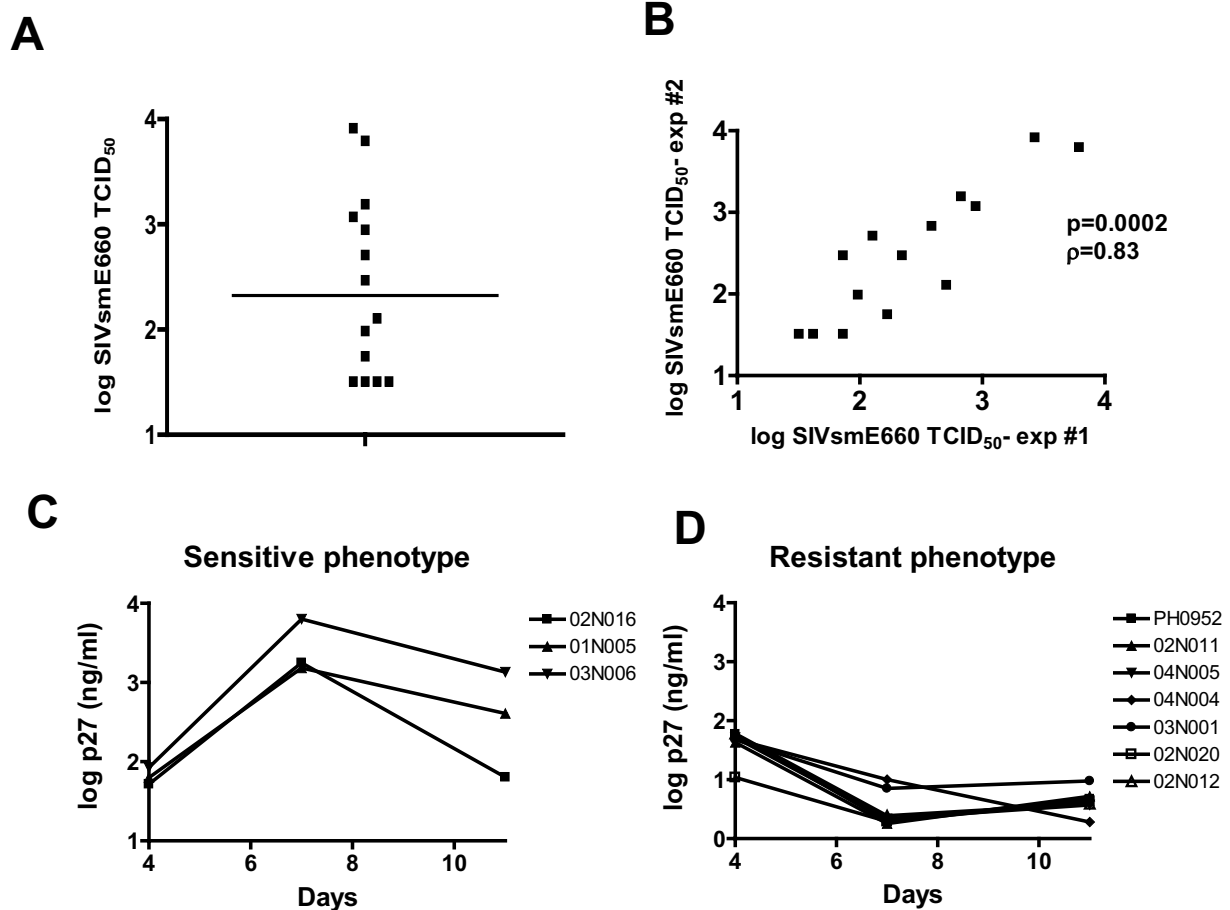 A
log SIVsmE660 TCID50
4
3
2
1
B
log SIVsmE660 TCID50- exp #2
4
3
2
1
1 2 3 4
p=0.0002
ρ=0.83
log SIVsmE660 TCID50- exp #1
C
Sensitive phenotype
log p27 (ng/ml)
4
3
2
1
4 6 8 10
Days
02N016
01N005
03N006
D
Resistant phenotype
log p27 (ng/ml)
4
3
2
1
0
4 6 8 10
Days
PH0952
02N011
04N005
04N004
03N001
02N020
02N012